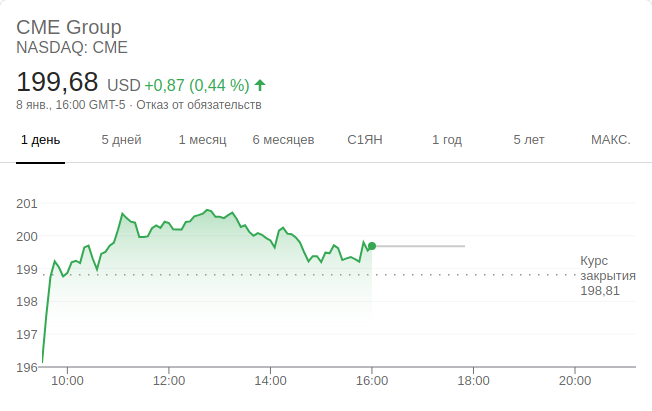 CME Group
NASDAQ: CME
199,68 USD +0,87 (0,44 %)
8 янв., 16:00 GMT-5 · Отказ от обязательств
1 день 5 дней 1 месяц 6 месяцев С1ЯН 1 год 5 лет МАКС.
201
200
199
198
197
196
Курс
закрытия
198,81
10:00 12:00 14:00 16:00 18:00 20:00